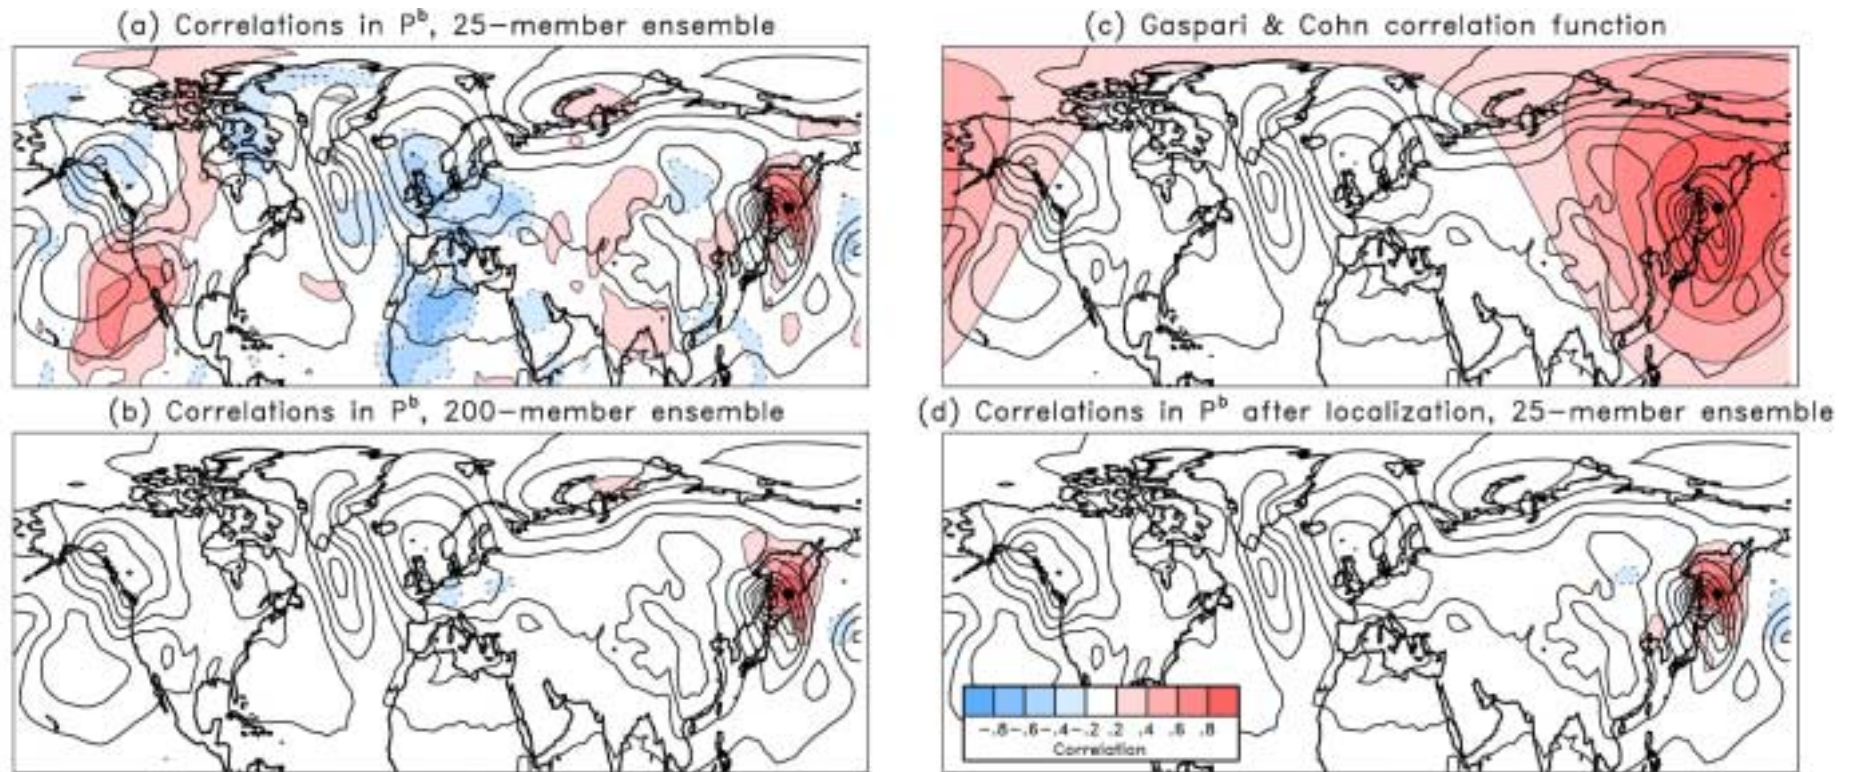 (a) Correlations in Pᵇ, 25-member ensemble
(c) Gaspari & Cohn correlation function
(b) Correlations in Pᵇ, 200-member ensemble
(d) Correlations in Pᵇ after localization, 25-member ensemble
-.8 -.6 -.4 -.2 .2 .4 .6 .8
Correlation